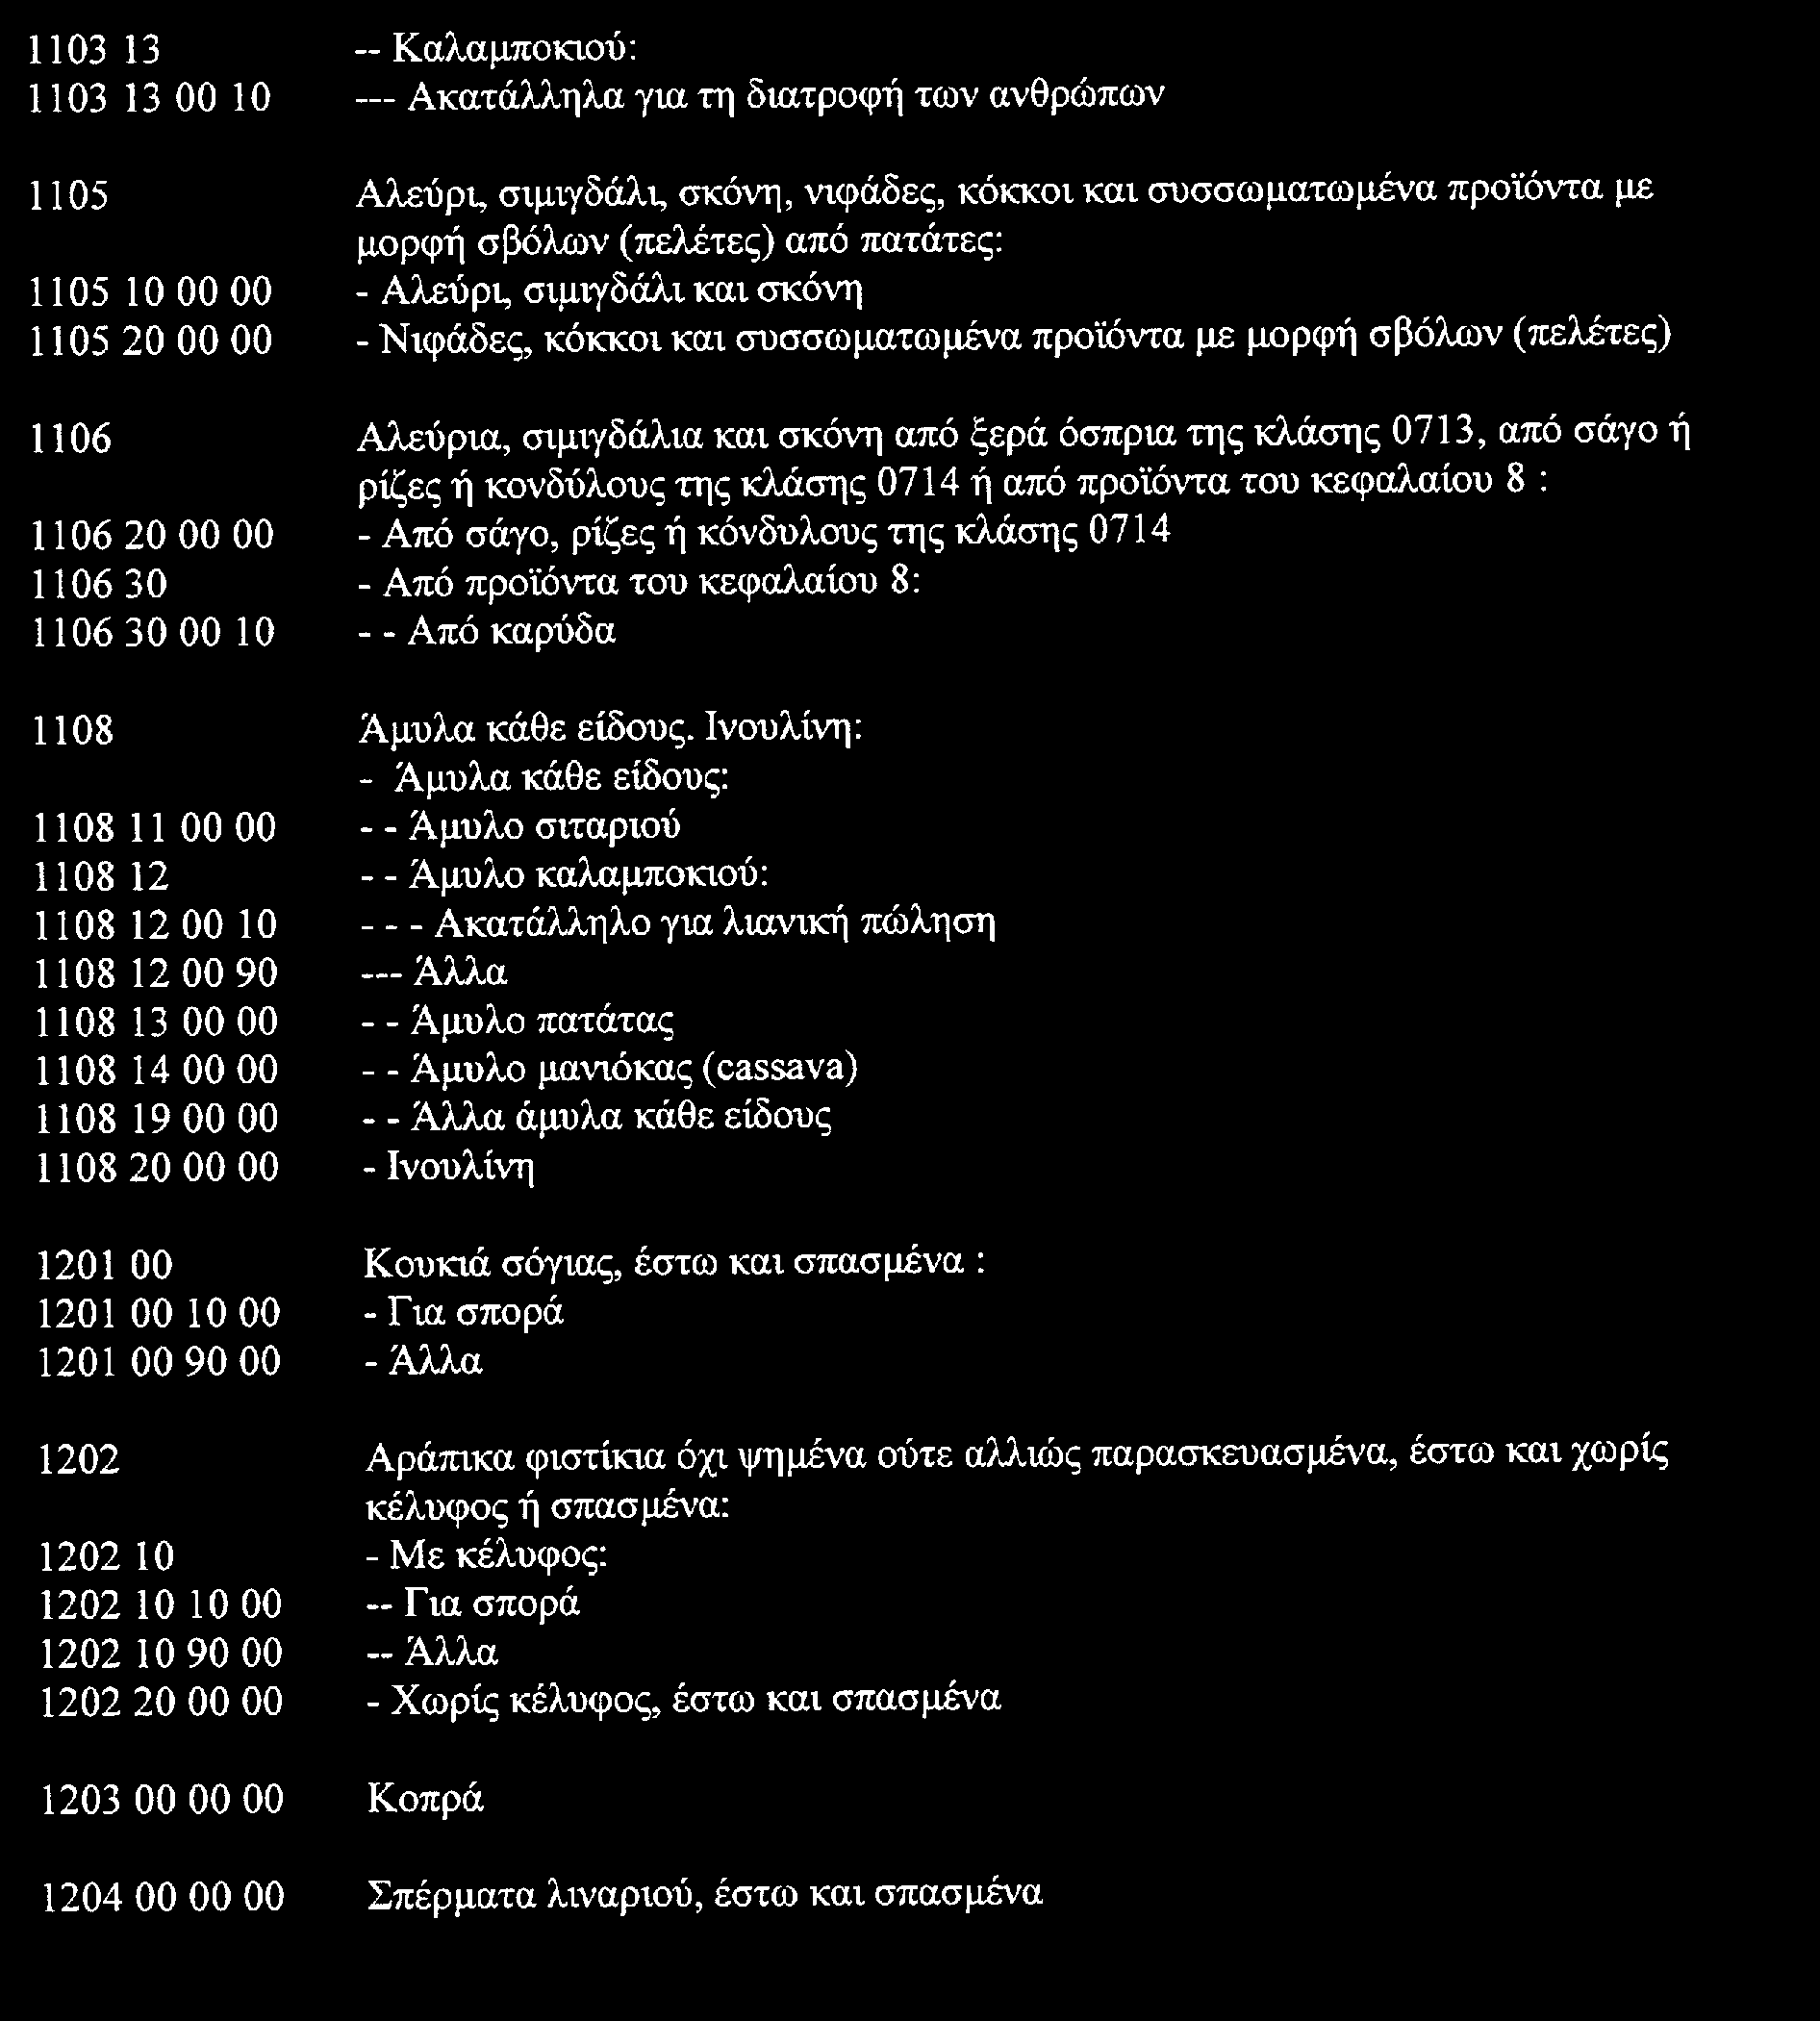 1103 13 -- Καλαμποκιού:
1103 13 00 10 --- Ακατάλληλα για τη διατροφή των ανθρώπων
1105 Αλεύρι, σιμιγδάλι, σκόνη, νιφάδες, κόκκοι και συσσωματωμένα προϊόντα με
μορφή σβόλων (πελέτες) από πατάτες:
1105 10 00 00 - Αλεύρι, σιμιγδάλι και σκόνη
1105 20 00 00 - Νιφάδες, κόκκοι και συσσωματωμένα προϊόντα με μορφή σβόλων (πελέτες)
1106 Αλεύρια, σιμιγδάλια και σκόνη από ξερά όσπρια της κλάσης 0713, από σάγο ή
ρίζες ή κονδύλους της κλάσης 0714 ή από προϊόντα του κεφαλαίου 8 :
1106 20 00 00 - Από σάγο, ρίζες ή κόνδυλους της κλάσης 0714
1106 30 - Από προϊόντα του κεφαλαίου 8:
1106 30 00 10 - - Από καρύδα
1108 Άμυλα κάθε είδους. Ινουλίνη:
- Άμυλα κάθε είδους:
1108 11 00 00 - - Άμυλο σιταριού
1108 12 - - Άμυλο καλαμποκιού:
1108 12 00 10 - - - Ακατάλληλο για λιανική πώληση
1108 12 00 90 --- Άλλα
1108 13 00 00 - - Άμυλο πατάτας
1108 14 00 00 - - Άμυλο μανιόκας (cassava)
1108 19 00 00 - - Άλλα άμυλα κάθε είδους
1108 20 00 00 - Ινουλίνη
1201 00 Κουκιά σόγιας, έστω και σπασμένα :
1201 00 10 00 - Για σπορά
1201 00 90 00 - Άλλα
1202 Αράπικα φιστίκια όχι ψημένα ούτε αλλιώς παρασκευασμένα, έστω και χωρίς
κέλυφος ή σπασμένα:
1202 10 - Με κέλυφος:
1202 10 10 00 -- Για σπορά
1202 10 90 00 -- Άλλα
1202 20 00 00 - Χωρίς κέλυφος, έστω και σπασμένα
1203 00 00 00 Κοπρά
1204 00 00 00 Σπέρματα λιναριού, έστω και σπασμένα